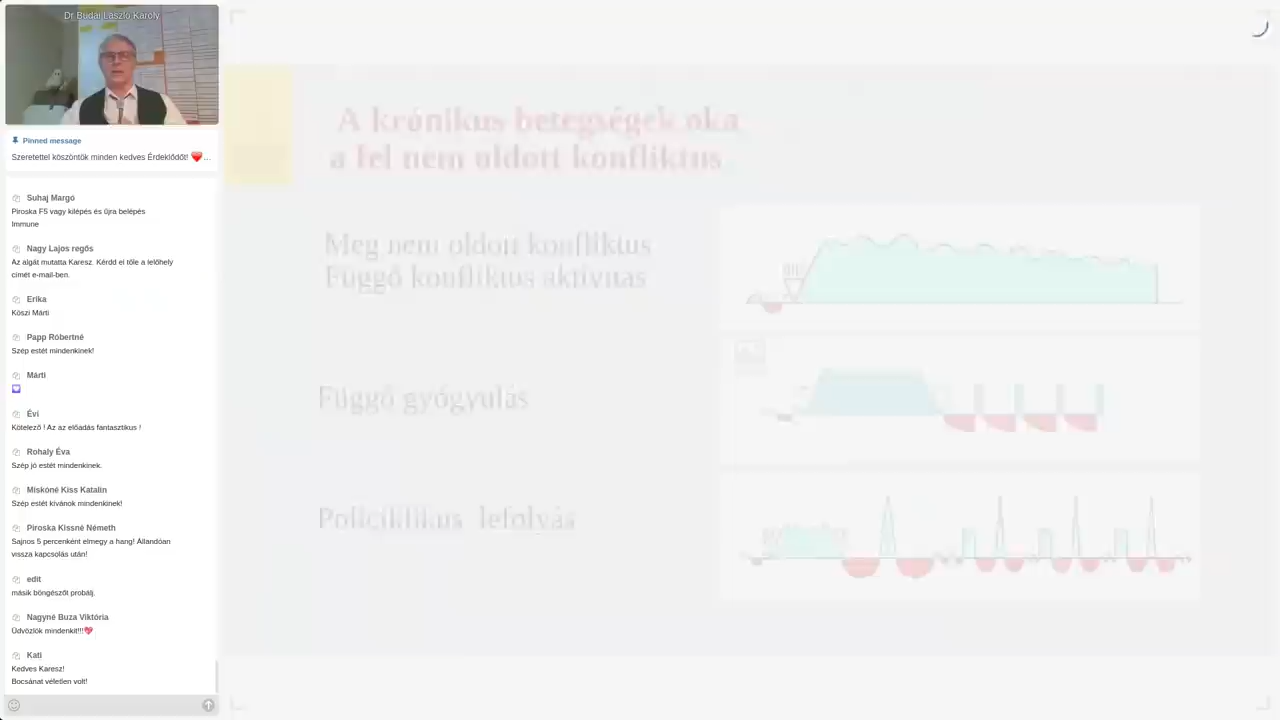 Dr Budai László Károly
Pinned message
Szeretettel köszöntök minden kedves Érdeklődőt! ❤️...
Suhaj Margó
Piroska F5 vagy kilépés és űjra belépés
Immune
Nagy Lajos regős
Az algát mutatta Karesz. Kérdd el tőle a lelőhely
címét e-mail-ben.
Erika
Köszi Márti
Papp Róbertné
Szép estét mindenkinek!
Márti
💟
Évi
Kötelező ! Az az előadás fantasztikus !
Rohaly Éva
Szép jó estét mindenkinek.
Miskóné Kiss Katalin
Szép estét kívánok mindenkinek!
Piroska Kissné Németh
Sajnos 5 percenként elmegy a hang! Állandóan
vissza kapcsolás után!
edit
másik böngészőt probálj.
Nagyné Buza Viktória
Üdvözlök mindenkit!!!💖
Kati
Kedves Karesz!
Bocsánat véletlen volt!
A krónikus betegségek oka
a fel nem oldott konfliktus
Meg nem oldott konfliktus
Függő konfliktus aktivitás
Függő gyógyulás
Policiklikus lefolyás